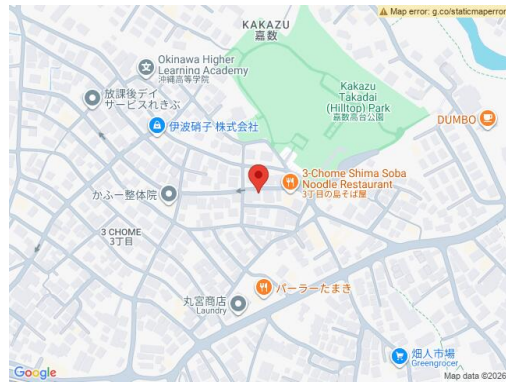 Map error: g.co/staticmaperror
KAKAZU
嘉数
Okinawa Higher
Learning Academy
沖縄高等学院
放課後デイ
サービスれきぶ
Kakazu
Takadai
(Hilltop) Park
嘉数高台公園
DUMBO
伊波硝子 株式会社
3-Chome Shima Soba
Noodle Restaurant
3丁目の島そば屋
かふー整体院
3 CHOME
3丁目
パーラーたまき
丸宮商店
Laundry
畑人市場
Greengrocer
Google
Map data ©2026